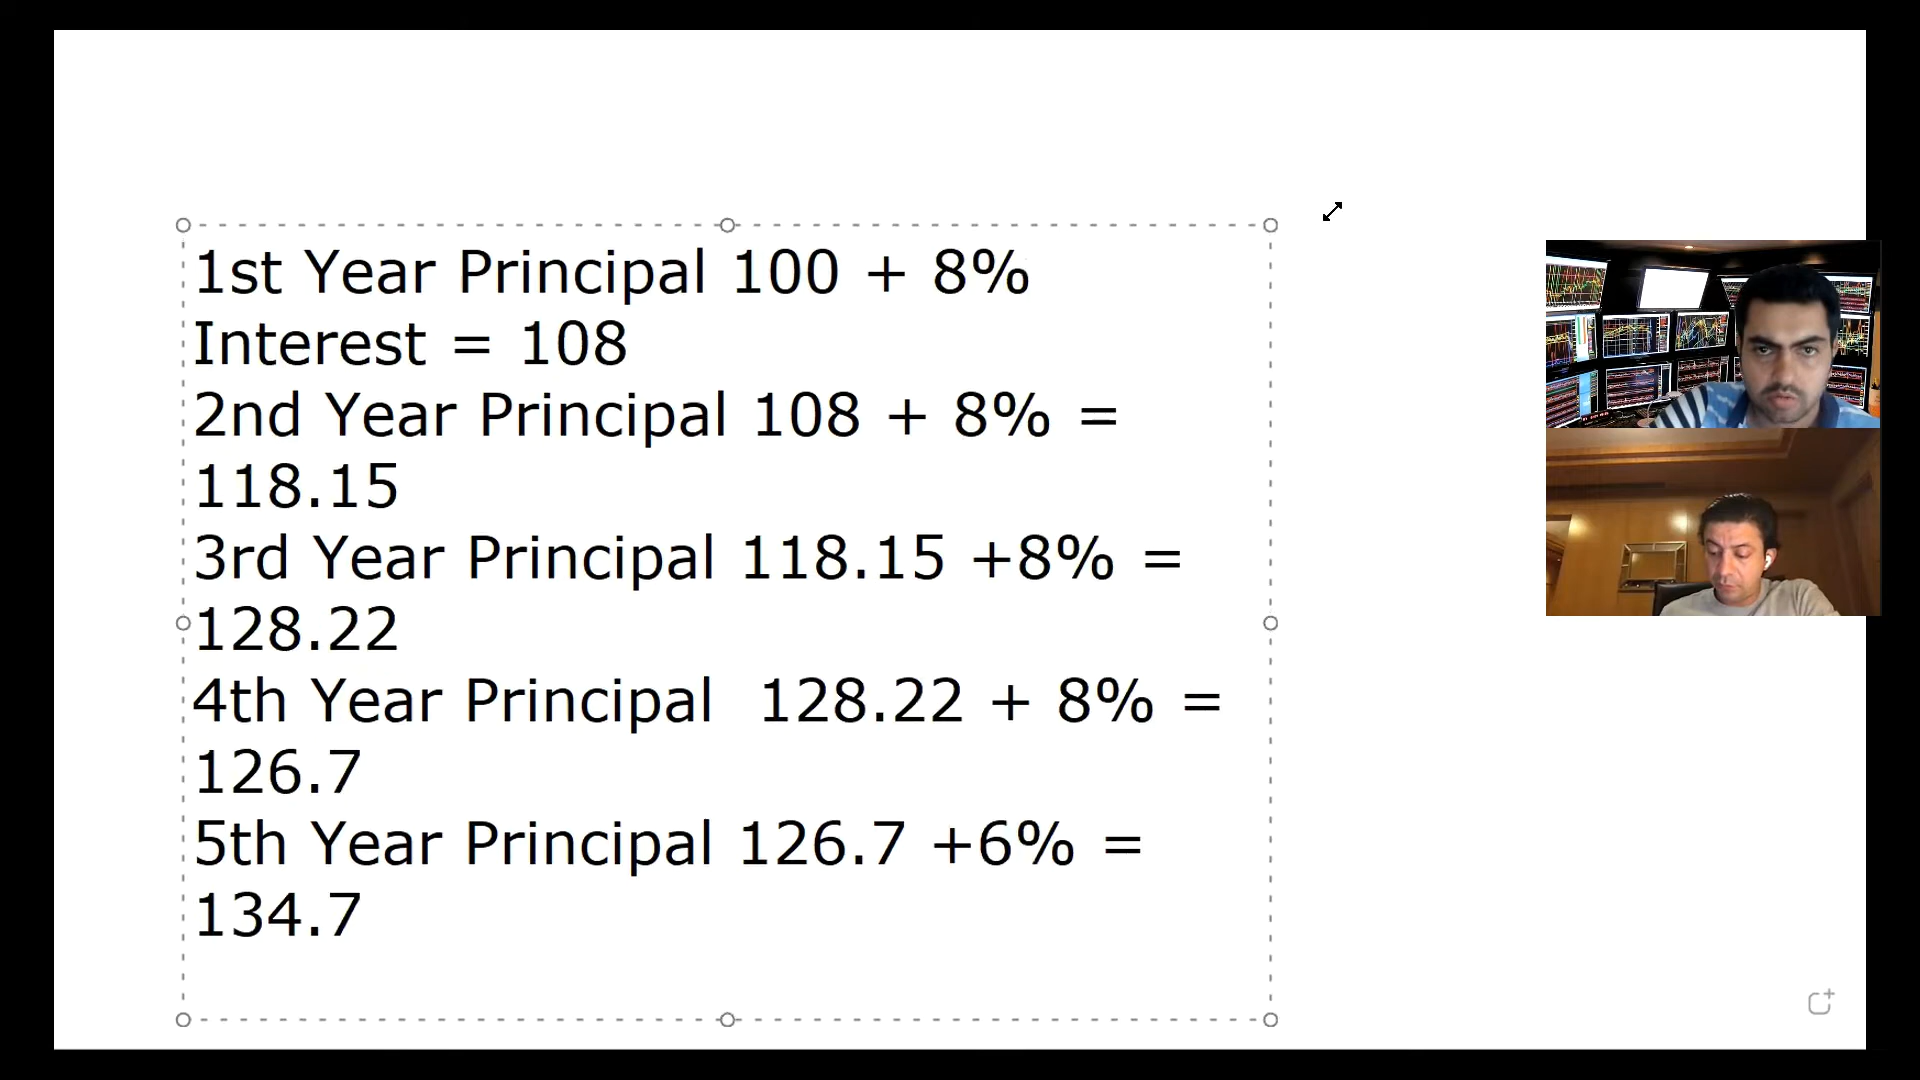 1st Year Principal 100 + 8%
Interest = 108
2nd Year Principal 108 + 8% =
118.15
3rd Year Principal 118.15 +8% =
128.22
4th Year Principal  128.22 + 8% =
126.7
5th Year Principal 126.7 +6% =
134.7